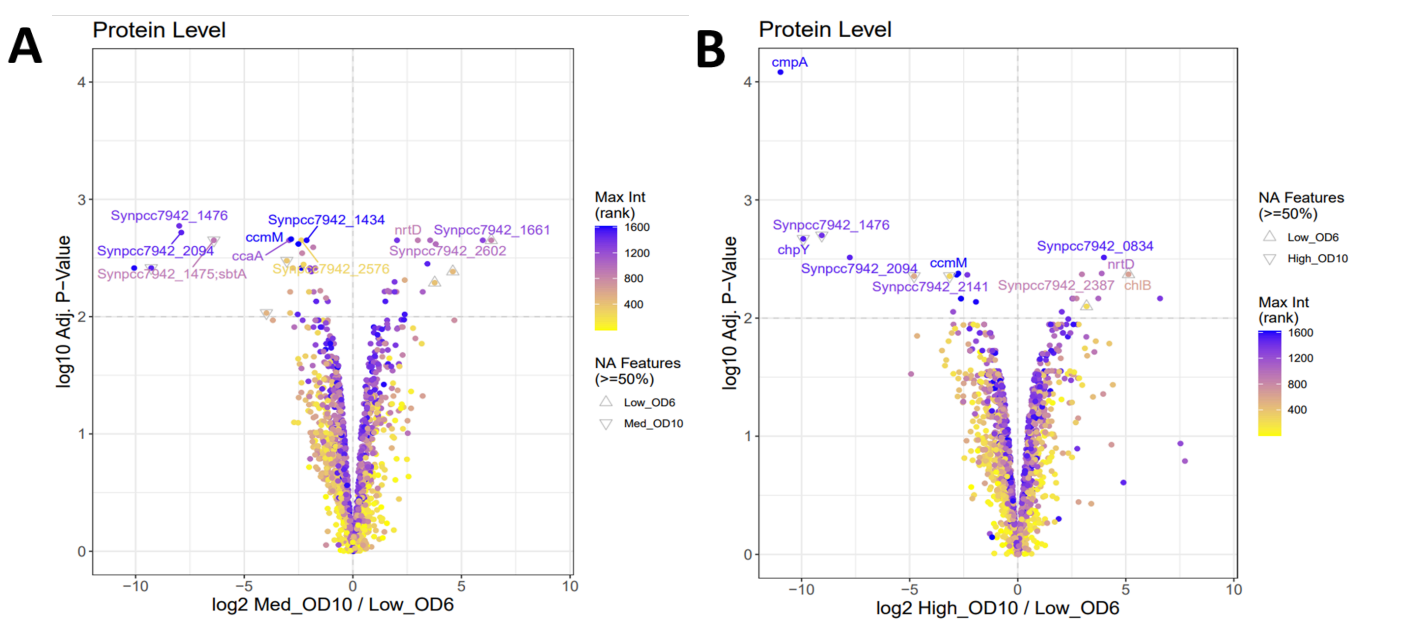 A
Protein Level
log10 Adj. P-Value
4
3
2
1
0
Synpcc7942_1476
Synpcc7942_1434
Synpcc7942_1661
ccmM
nrtD
Synpcc7942_2094
ccaA
Synpcc7942_2602
Synpcc7942_1475;sbtA
Synpcc7942_2576
−10
−5
0
5
10
log2 Med_OD10 / Low_OD6
Max Int
(rank)
1600
1200
800
400
NA Features
(>=50%)
Low_OD6
Med_OD10
B
Protein Level
log10 Adj. P-Value
4
3
2
1
0
cmpA
Synpcc7942_1476
chpY
Synpcc7942_0834
Synpcc7942_2094
ccmM
nrtD
Synpcc7942_2141
Synpcc7942_2387
chlB
−10
−5
0
5
10
log2 High_OD10 / Low_OD6
NA Features
(>=50%)
Low_OD6
High_OD10
Max Int
(rank)
1600
1200
800
400